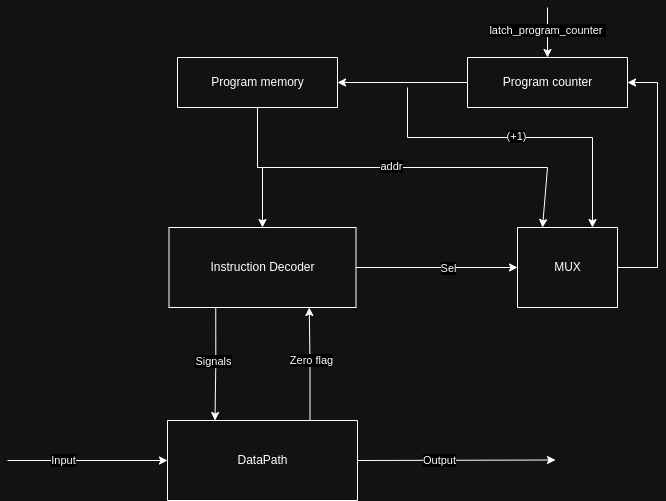 latch_program_counter
Program memory
Program counter
(+1)
addr
Instruction Decoder
Sel
MUX
Signals
Zero flag
Input
DataPath
Output